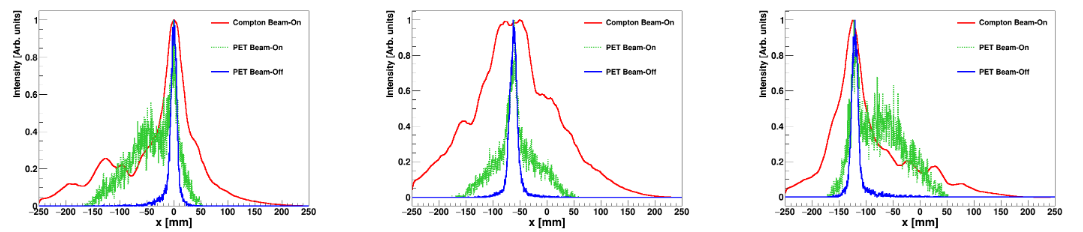 Intensity [Arb. units]
1
0.8
0.6
0.4
0.2
0
Compton Beam-On
PET Beam-On
PET Beam-Off
−250 −200 −150 −100 −50 0 50 100 150 200 250
x [mm]
Intensity [Arb. units]
1
0.8
0.6
0.4
0.2
Compton Beam-On
PET Beam-On
PET Beam-Off
−250 −200 −150 −100 −50 0 50 100 150 200 250
x [mm]
Intensity [Arb. units]
1
0.8
0.6
0.4
0.2
Compton Beam-On
PET Beam-On
PET Beam-Off
−250 −200 −150 −100 −50 0 50 100 150 200 250
x [mm]